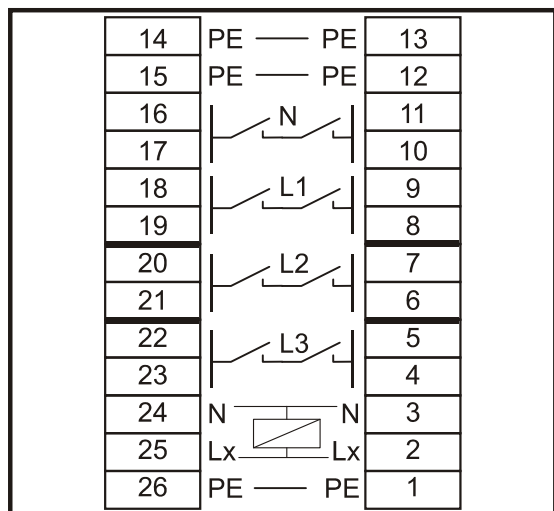 14 PE PE 13
15 PE PE 12
16 N 11
17 10
18 L1 9
19 8
20 L2 7
21 6
22 L3 5
23 4
24 N N 3
25 Lx Lx 2
26 PE PE 1